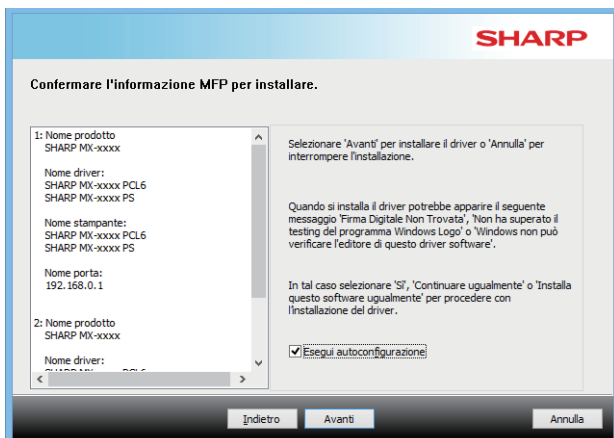 SHARP
Confermare l'informazione MFP per installare.
1: Nome prodotto
SHARP MX-xxxx
Nome driver:
SHARP MX-xxxx PCL6
SHARP MX-xxxx PS
Nome stampante:
SHARP MX-xxxx PCL6
SHARP MX-xxxx PS
Nome porta:
192.168.0.1
2: Nome prodotto
SHARP MX-xxxx
Nome driver:
Selezionare 'Avanti' per installare il driver o 'Annulla' per
interrompere l'installazione.
Quando si installa il driver potrebbe apparire il seguente
messaggio 'Firma Digitale Non Trovata', 'Non ha superato il
testing del programma Windows Logo' o 'Windows non può
verificare l'editore di questo driver software'.
In tal caso selezionare 'Sì', 'Continuare ugualmente' o 'Installa
questo software ugualmente' per procedere con
l'installazione del driver.
Esegui autoconfigurazione
Indietro
Avanti
Annulla